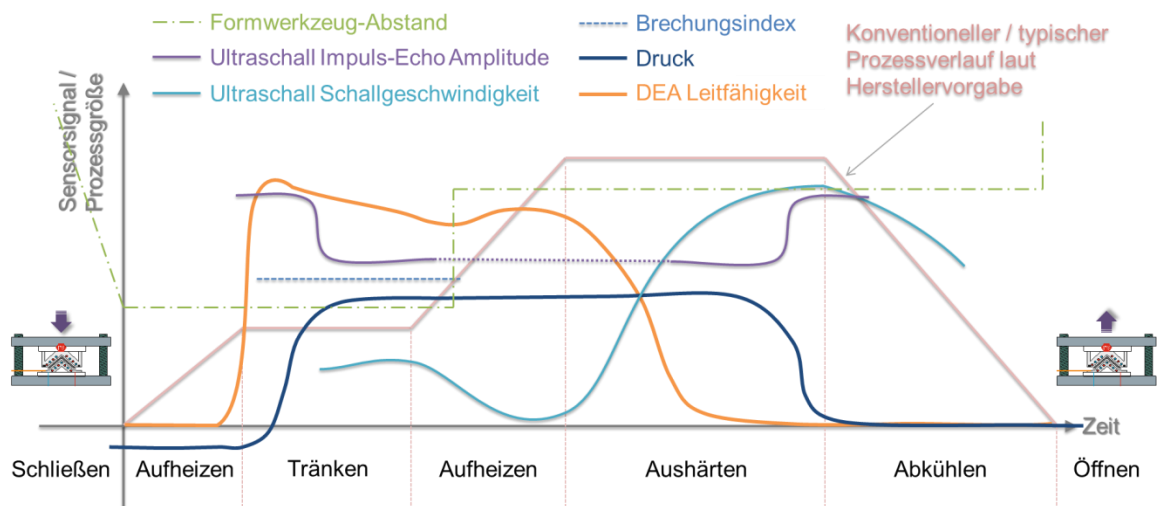 Formwerkzeug-Abstand
Ultraschall Impuls-Echo Amplitude
Ultraschall Schallgeschwindigkeit
Brechungsindex
Druck
DEA Leitfähigkeit
Konventioneller / typischer
Prozessverlauf laut
Herstellervorgabe
Sensorsignal /
Prozessgröße
Zeit
Schließen
Aufheizen
Tränken
Aufheizen
Aushärten
Abkühlen
Öffnen